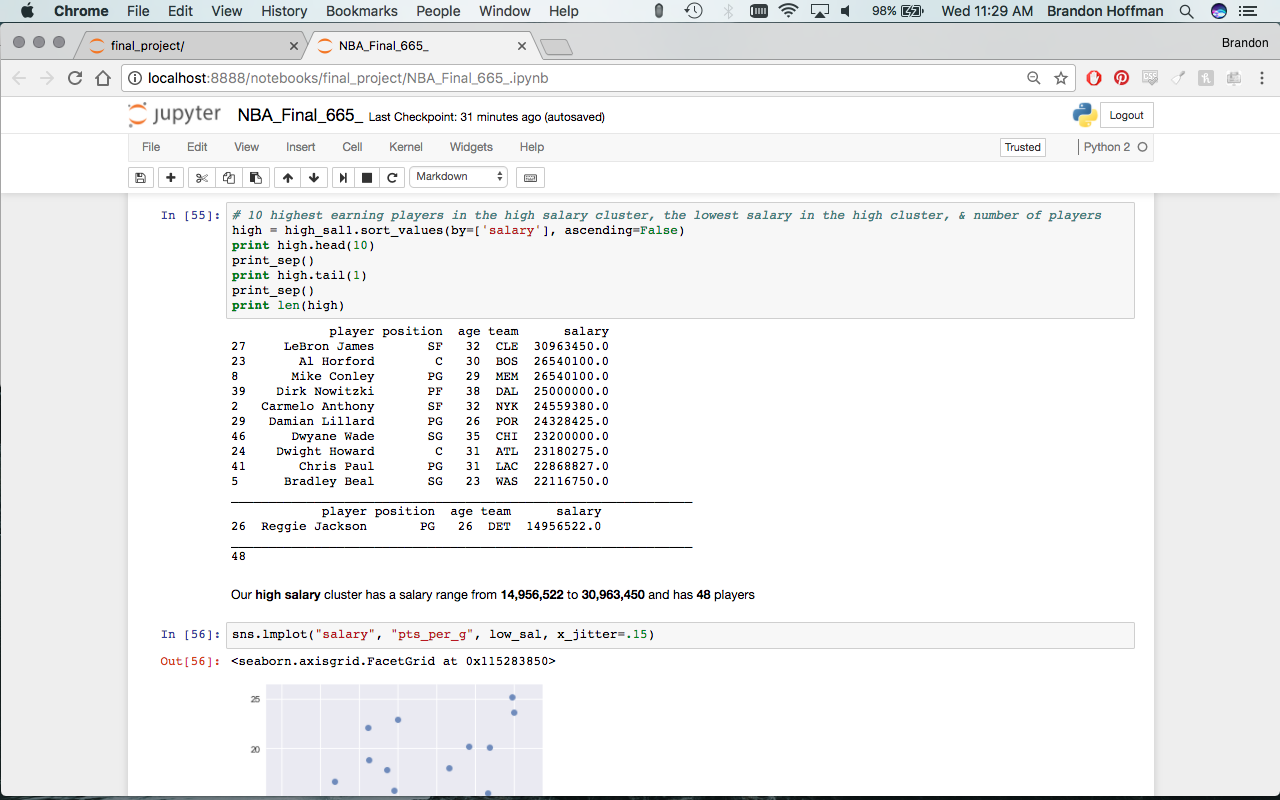 Chrome File Edit View History Bookmarks People Window Help 98% Wed 11:29 AM Brandon Hoffman
final_project/ NBA_Final_665_ Brandon
localhost:8888/notebooks/final_project/NBA_Final_665_.ipynb
jupyter NBA_Final_665_ Last Checkpoint: 31 minutes ago (autosaved) Logout
File Edit View Insert Cell Kernel Widgets Help Trusted Python 2
Markdown
In [55]: # 10 highest earning players in the high salary cluster, the lowest salary in the high cluster, & number of players
high = high_sal1.sort_values(by=['salary'], ascending=False)
print high.head(10)
print_sep()
print high.tail(1)
print_sep()
print len(high)
player position age team salary
27 LeBron James SF 32 CLE 30963450.0
23 Al Horford C 30 BOS 26540100.0
8 Mike Conley PG 29 MEM 26540100.0
39 Dirk Nowitzki PF 38 DAL 25000000.0
2 Carmelo Anthony SF 32 NYK 24559380.0
29 Damian Lillard PG 26 POR 24328425.0
46 Dwyane Wade SG 35 CHI 23200000.0
24 Dwight Howard C 31 ATL 23180275.0
41 Chris Paul PG 31 LAC 22868827.0
5 Bradley Beal SG 23 WAS 22116750.0
player position age team salary
26 Reggie Jackson PG 26 DET 14956522.0
48
Our high salary cluster has a salary range from 14,956,522 to 30,963,450 and has 48 players
In [56]: sns.lmplot("salary", "pts_per_g", low_sal, x_jitter=.15)
Out[56]: <seaborn.axisgrid.FacetGrid at 0x115283850>
25
20